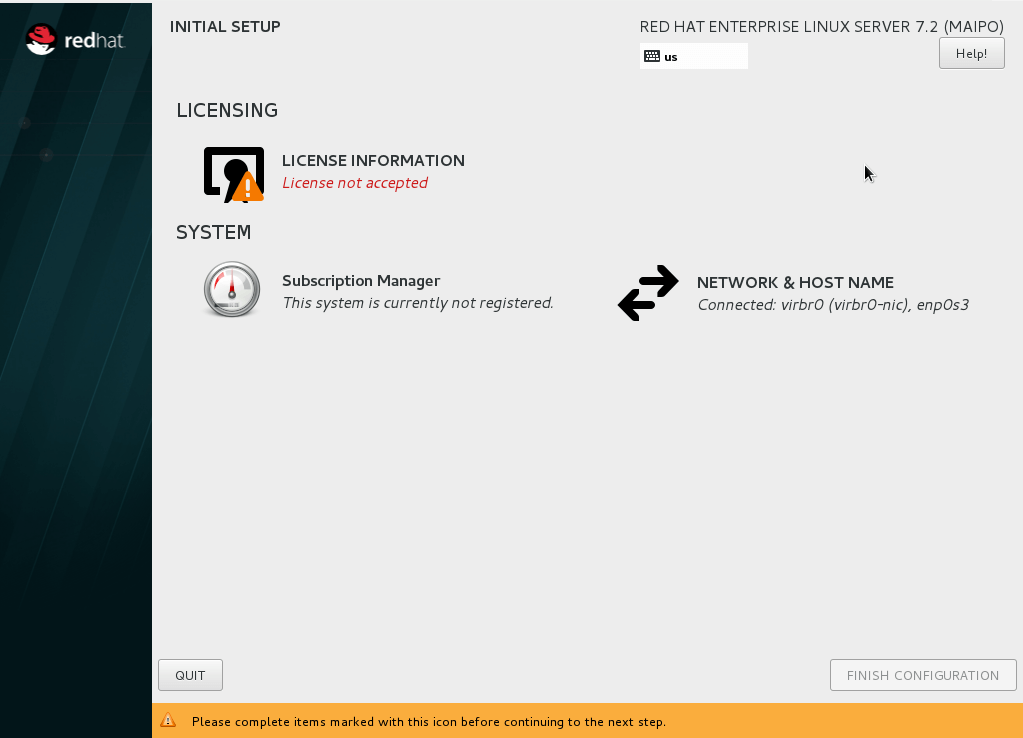 redhat.
INITIAL SETUP
RED HAT ENTERPRISE LINUX SERVER 7.2 (MAIPO)
us
Help!
LICENSING
LICENSE INFORMATION
License not accepted
SYSTEM
Subscription Manager
This system is currently not registered.
NETWORK & HOST NAME
Connected: virbr0 (virbr0-nic), enp0s3
QUIT
FINISH CONFIGURATION
Please complete items marked with this icon before continuing to the next step.